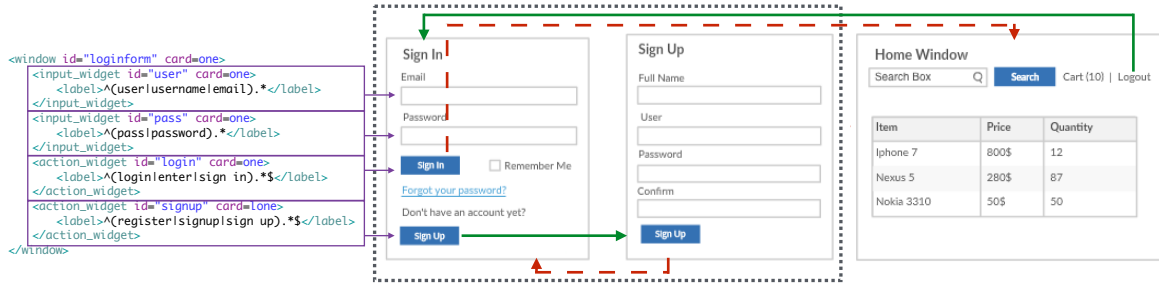 <window id="loginform" card=one>
<input_widget id="user" card=one>
<label>^(user|username|email).*</label>
</input_widget>
<input_widget id="pass" card=one>
<label>^(pass|password).*</label>
</input_widget>
<action_widget id="login" card=one>
<label>^(login|enter|sign in).*$</label>
</action_widget>
<action_widget id="signup" card=lone>
<label>^(register|signup|sign up).*$</label>
</action_widget>
</window>
Sign In
Email
Password
Sign In
Remember Me
Forgot your password?
Don't have an account yet?
Sign Up
Sign Up
Full Name
User
Password
Confirm
Sign Up
Home Window
Search Box Search Cart (10) | Logout
Item Price Quantity
Iphone 7 800$ 12
Nexus 5 280$ 87
Nokia 3310 50$ 50